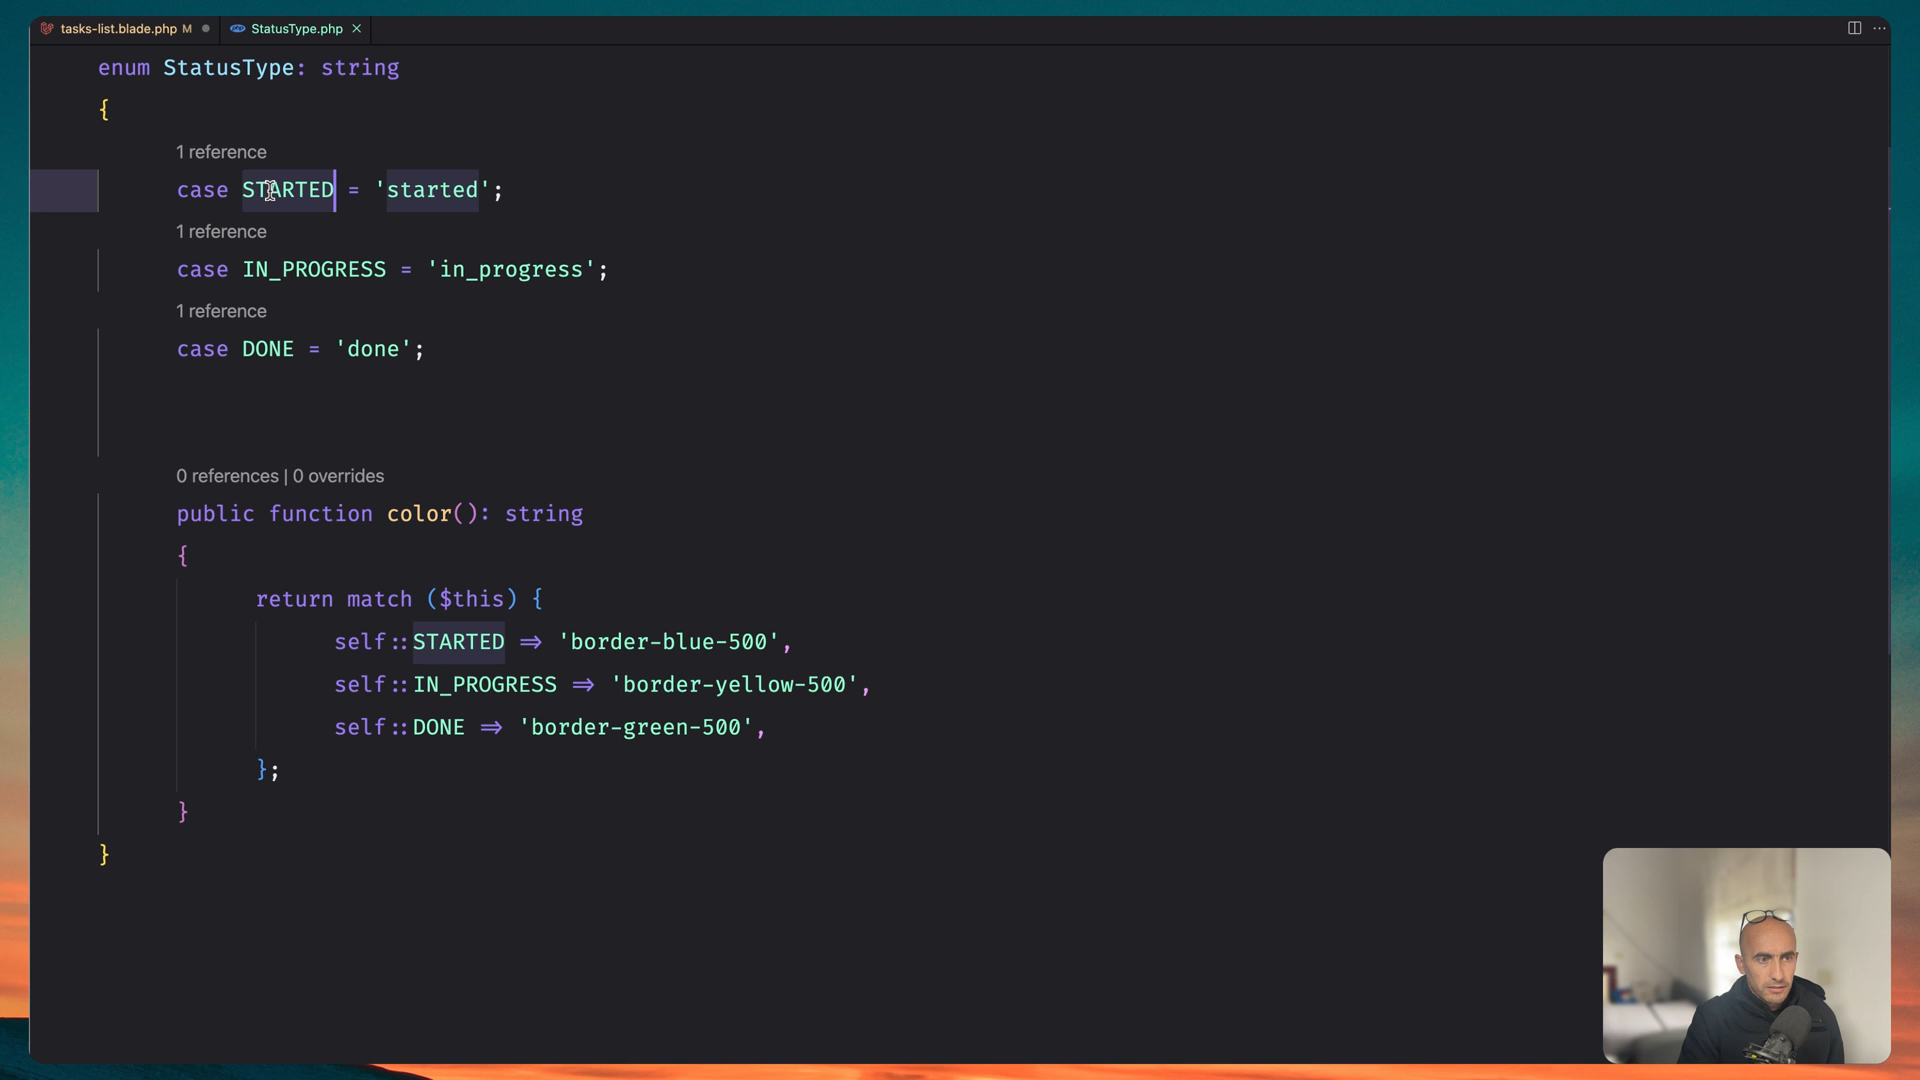 tasks-list.blade.php M
StatusType.php
enum StatusType: string
{
1 reference
case STARTED = 'started';
1 reference
case IN_PROGRESS = 'in_progress';
1 reference
case DONE = 'done';
0 references | 0 overrides
public function color(): string
{
return match ($this) {
self::STARTED => 'border-blue-500',
self::IN_PROGRESS => 'border-yellow-500',
self::DONE => 'border-green-500',
};
}
}